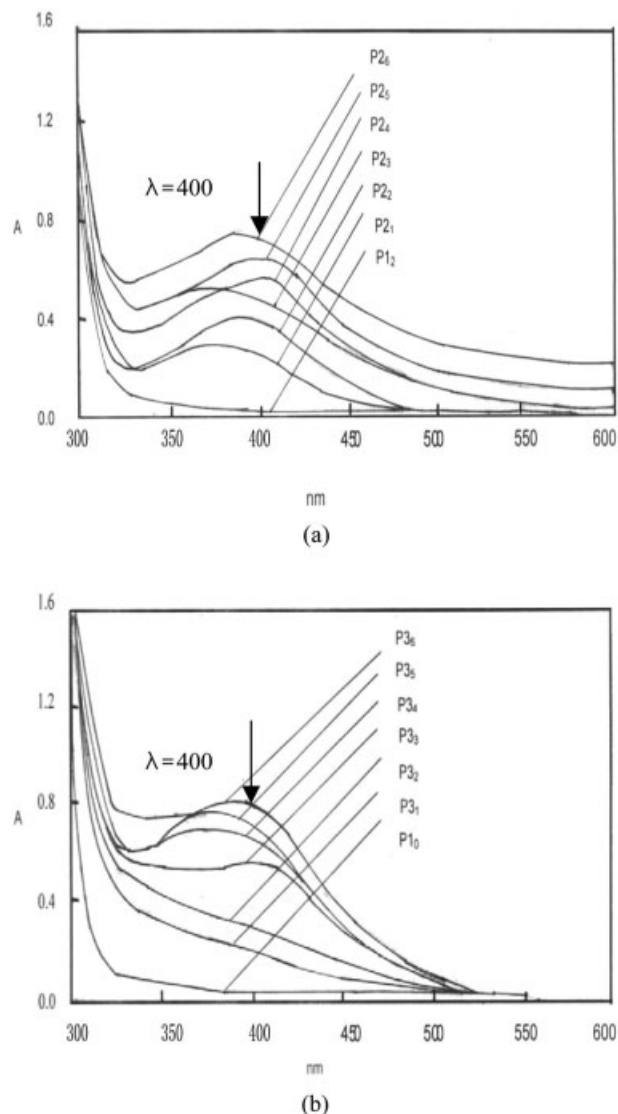 1.6
P2₆
P2₅
1.2
P2₄
P2₃
λ=400
P2₂
A
0.8
P2₁
P1₂
0.4
0.0
300 350 400 450 500 550 600
nm
(a)
1.6
P3₆
P3₅
1.2
P3₄
P3₃
λ=400
P3₂
A
0.8
P3₁
P1₀
0.4
0.0
300 350 400 450 500 550 600
nm
(b)